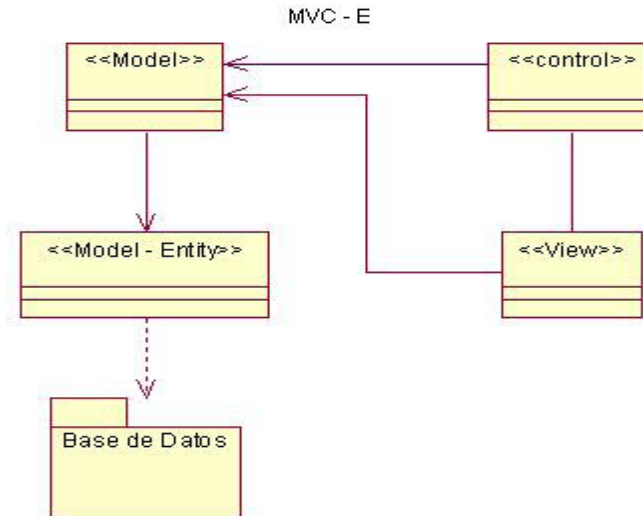 MVC - E
<<Model>>
<<control>>
<<Model - Entity>>
<<View>>
Base de Datos